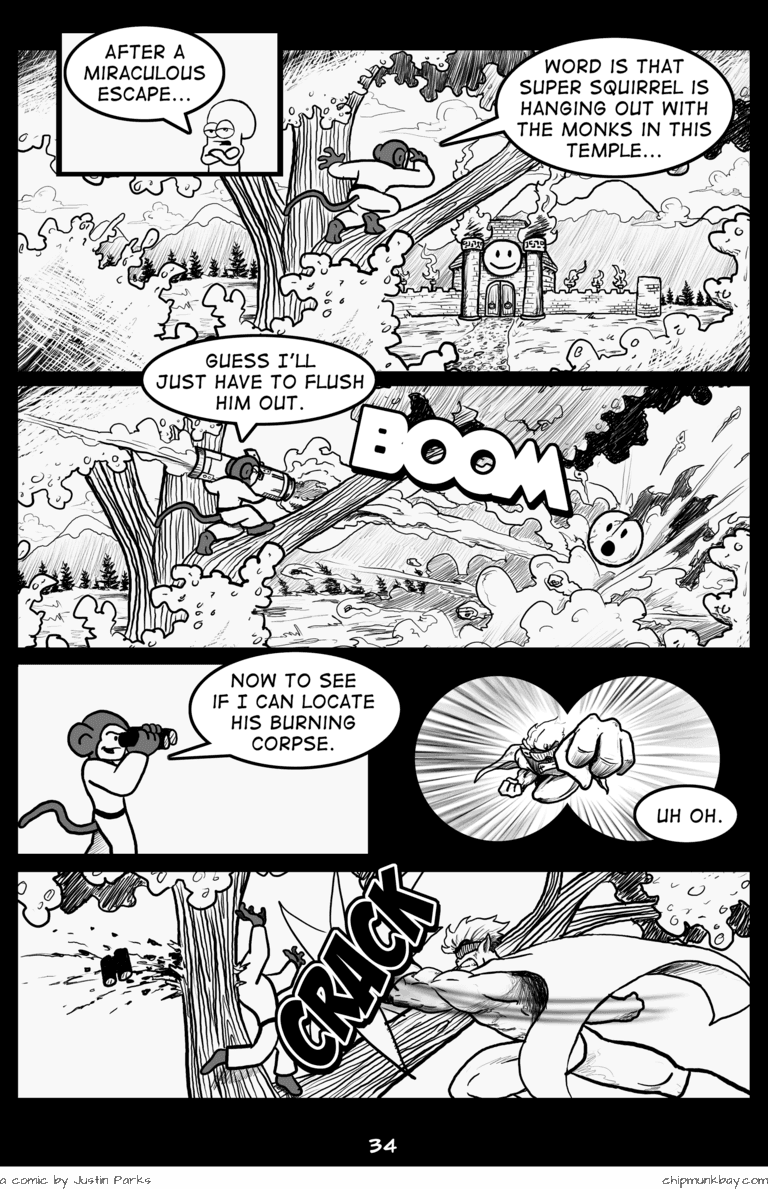 AFTER A
MIRACULOUS
ESCAPE...
WORD IS THAT
SUPER SQUIRREL IS
HANGING OUT WITH
THE MONKS IN THIS
TEMPLE...
GUESS I'LL
JUST HAVE TO FLUSH
HIM OUT.
BOOM
NOW TO SEE
IF I CAN LOCATE
HIS BURNING
CORPSE.
UH OH.
CRACK
34
a comic by Justin Parks
chipmunkbay.com